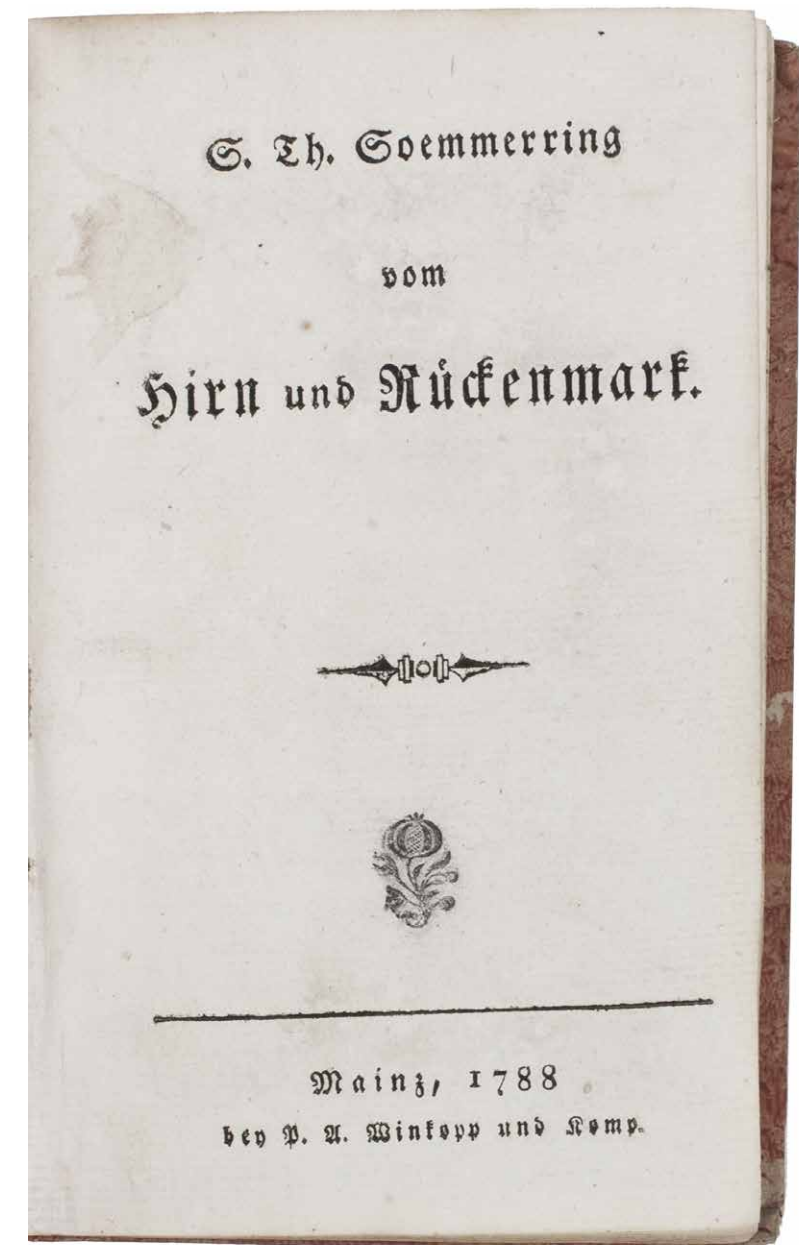 S. Th. Soemmerring
vom
Hirn und Rückenmark.
Mainz, 1788
bey P. A. Winkopp und Komp.